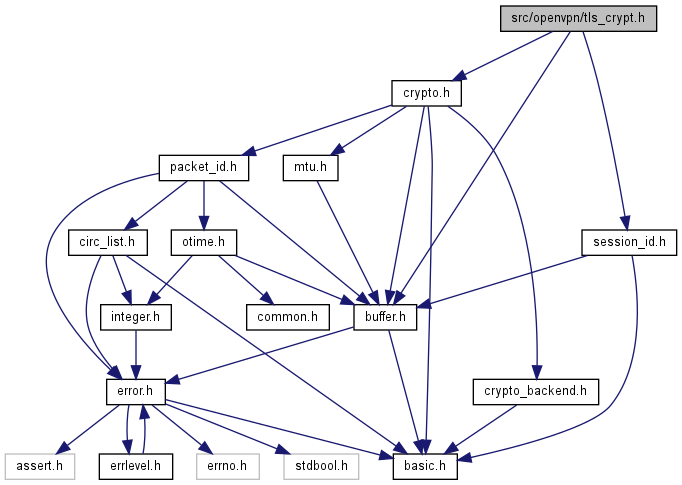 src/openvpn/tls_crypt.h
crypto.h
packet_id.h
mtu.h
circ_list.h
otime.h
session_id.h
integer.h
common.h
buffer.h
error.h
crypto_backend.h
assert.h
errlevel.h
errno.h
stdbool.h
basic.h